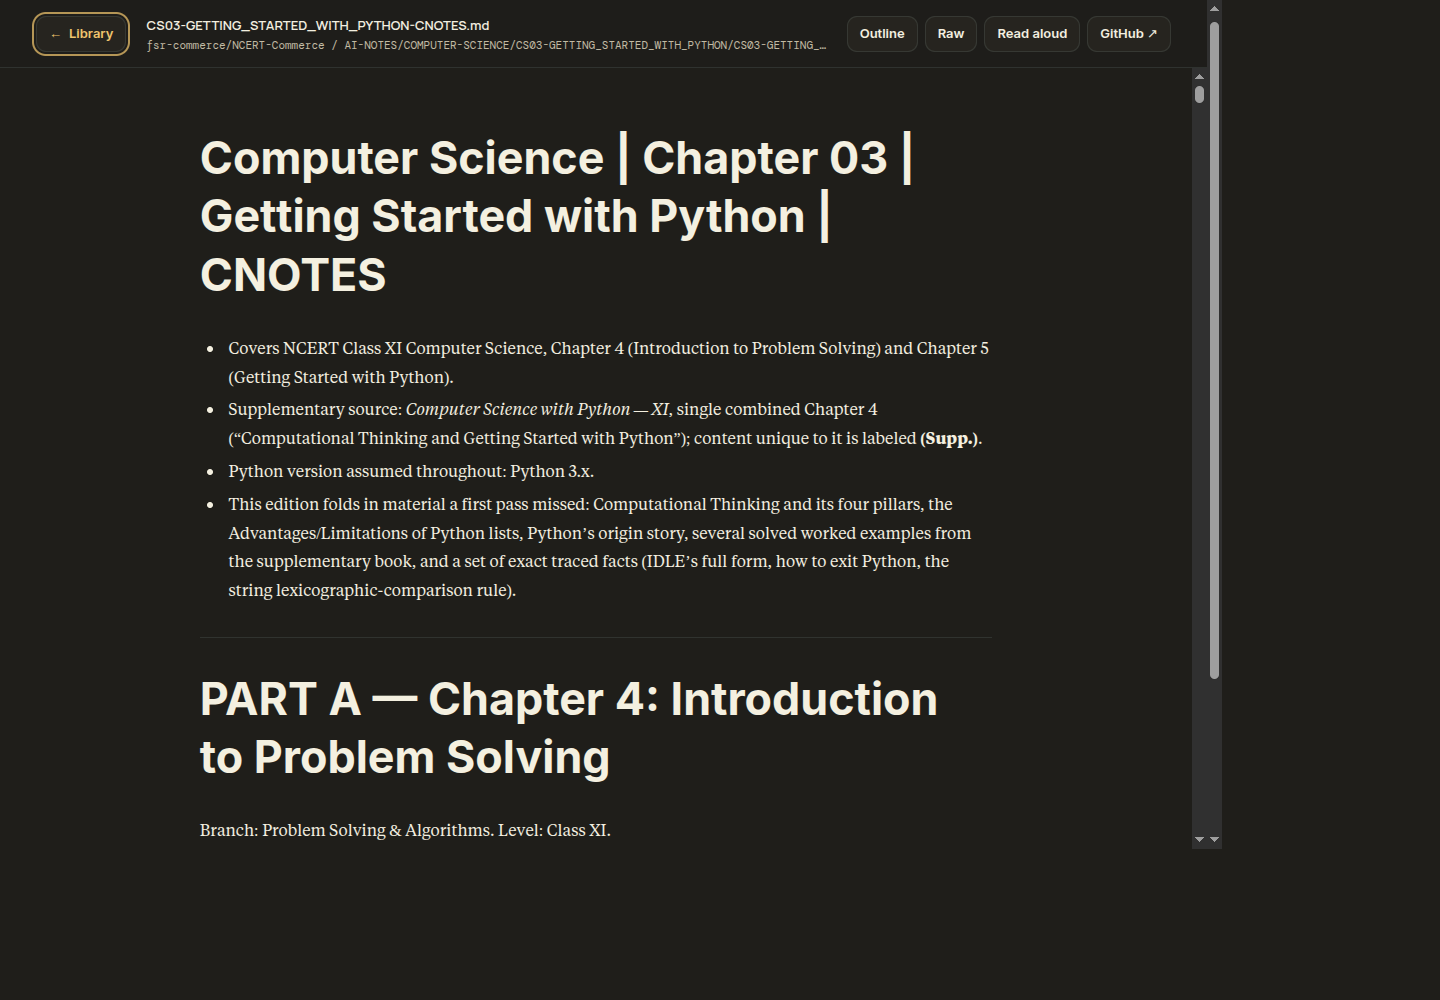 ← Library
CS03-GETTING_STARTED_WITH_PYTHON-CNOTES.md
fsr-commerce/NCERT-Commerce / AI-NOTES/COMPUTER-SCIENCE/CS03-GETTING_STARTED_WITH_PYTHON/CS03-GETTING_…
Outline
Raw
Read aloud
GitHub ↗
Computer Science | Chapter 03 |
Getting Started with Python |
CNOTES
• Covers NCERT Class XI Computer Science, Chapter 4 (Introduction to Problem Solving) and Chapter 5
(Getting Started with Python).
• Supplementary source: Computer Science with Python — XI, single combined Chapter 4
(“Computational Thinking and Getting Started with Python”); content unique to it is labeled (Supp.).
• Python version assumed throughout: Python 3.x.
• This edition folds in material a first pass missed: Computational Thinking and its four pillars, the
Advantages/Limitations of Python lists, Python’s origin story, several solved worked examples from
the supplementary book, and a set of exact traced facts (IDLE’s full form, how to exit Python, the
string lexicographic-comparison rule).
PART A — Chapter 4: Introduction
to Problem Solving
Branch: Problem Solving & Algorithms. Level: Class XI.